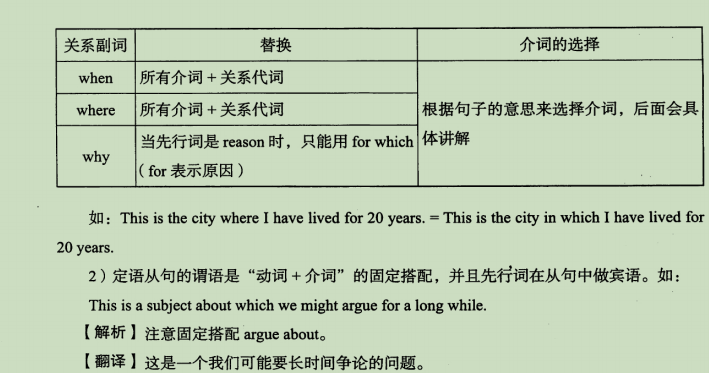 关系副词 替换 介词的选择
when 所有介词 + 关系代词
where 所有介词 + 关系代词
why 当先行词是 reason 时，只能用 for which
（for 表示原因）
根据句子的意思来选择介词，后面会具
体讲解
如：This is the city where I have lived for 20 years. = This is the city in which I have lived for
20 years.
2）定语从句的谓语是“动词 + 介词”的固定搭配，并且先行词在从句中做宾语。如：
This is a subject about which we might argue for a long while.
【解析】注意固定搭配 argue about。
【翻译】这是一个我们可能要长时间争论的问题。